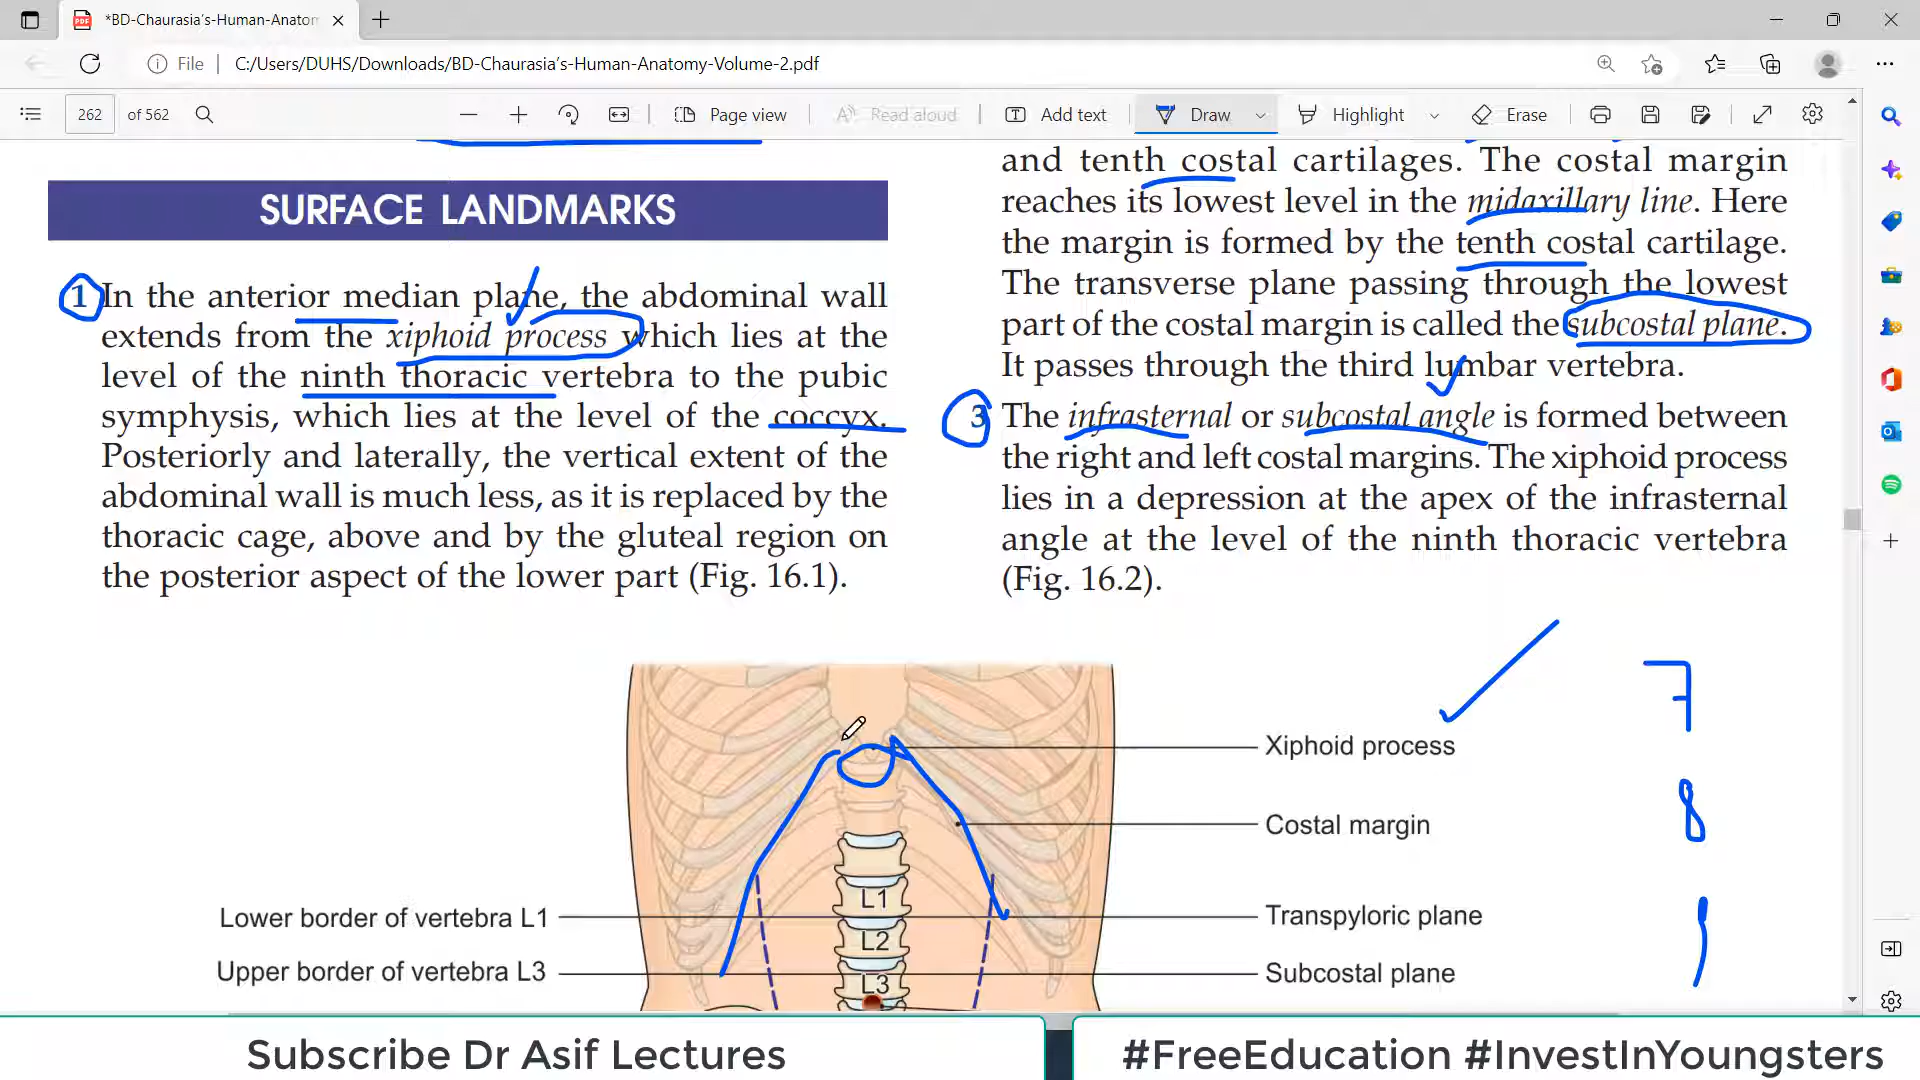 *BD-Chaurasia's-Human-Anaton
File
C:/Users/DUHS/Downloads/BD-Chaurasia's-Human-Anatomy-Volume-2.pdf
262 of 562
Page view
Read aloud
Add text
Draw
Highlight
Erase
SURFACE LANDMARKS
1 In the anterior median plane, the abdominal wall
extends from the xiphoid process which lies at the
level of the ninth thoracic vertebra to the pubic
symphysis, which lies at the level of the coccyx.
Posteriorly and laterally, the vertical extent of the
abdominal wall is much less, as it is replaced by the
thoracic cage, above and by the gluteal region on
the posterior aspect of the lower part (Fig. 16.1).
and tenth costal cartilages. The costal margin
reaches its lowest level in the midaxillary line. Here
the margin is formed by the tenth costal cartilage.
The transverse plane passing through the lowest
part of the costal margin is called the subcostal plane.
It passes through the third lumbar vertebra.
3 The infrasternal or subcostal angle is formed between
the right and left costal margins. The xiphoid process
lies in a depression at the apex of the infrasternal
angle at the level of the ninth thoracic vertebra
(Fig. 16.2).
7
Xiphoid process
8
Costal margin
L1
Lower border of vertebra L1
Transpyloric plane
L2
Upper border of vertebra L3
Subcostal plane
L3
Subscribe Dr Asif Lectures
#FreeEducation #InvestInYoungsters